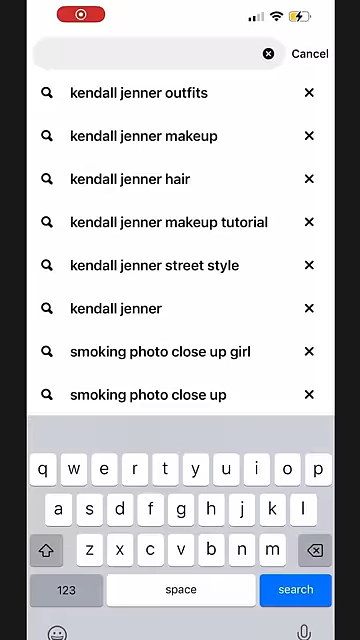 Cancel
kendall jenner outfits
kendall jenner makeup
kendall jenner hair
kendall jenner makeup tutorial
kendall jenner street style
kendall jenner
smoking photo close up girl
smoking photo close up
q w e r t y u i o p
a s d f g h j k l
z x c v b n m
123 space search